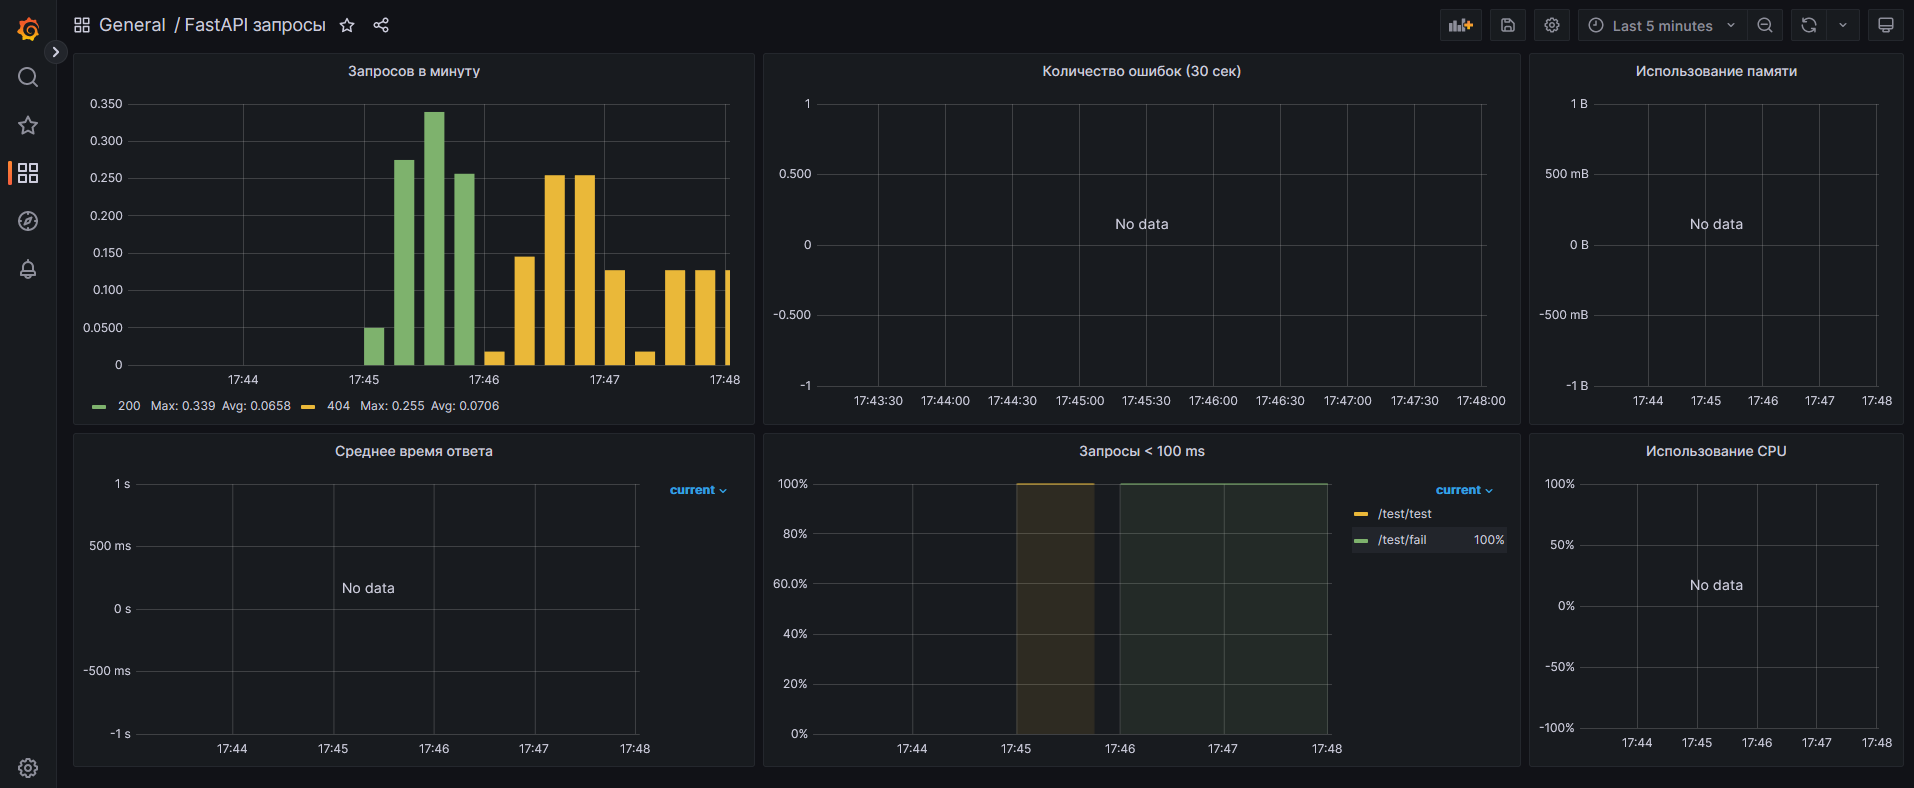 General / FastAPI запросы
Last 5 minutes
Запросов в минуту
0.350
0.300
0.250
0.200
0.150
0.100
0.0500
0
17:44 17:45 17:46 17:47 17:48
200 Max: 0.339 Avg: 0.0658 404 Max: 0.255 Avg: 0.0706
Количество ошибок (30 сек)
1
0.500
0
-0.500
-1
No data
17:43:30 17:44:00 17:44:30 17:45:00 17:45:30 17:46:00 17:46:30 17:47:00 17:47:30 17:48:00
Использование памяти
1 B
500 mB
0 B
-500 mB
-1 B
No data
17:44 17:45 17:46 17:47 17:48
Среднее время ответа
1 s
500 ms
0 s
-500 ms
-1 s
No data
17:44 17:45 17:46 17:47 17:48
current
Запросы < 100 ms
100%
80%
60.0%
40%
20%
0%
17:44 17:45 17:46 17:47 17:48
current
/test/test
/test/fail 100%
Использование CPU
100%
50%
0%
-50%
-100%
No data
17:44 17:45 17:46 17:47 17:48